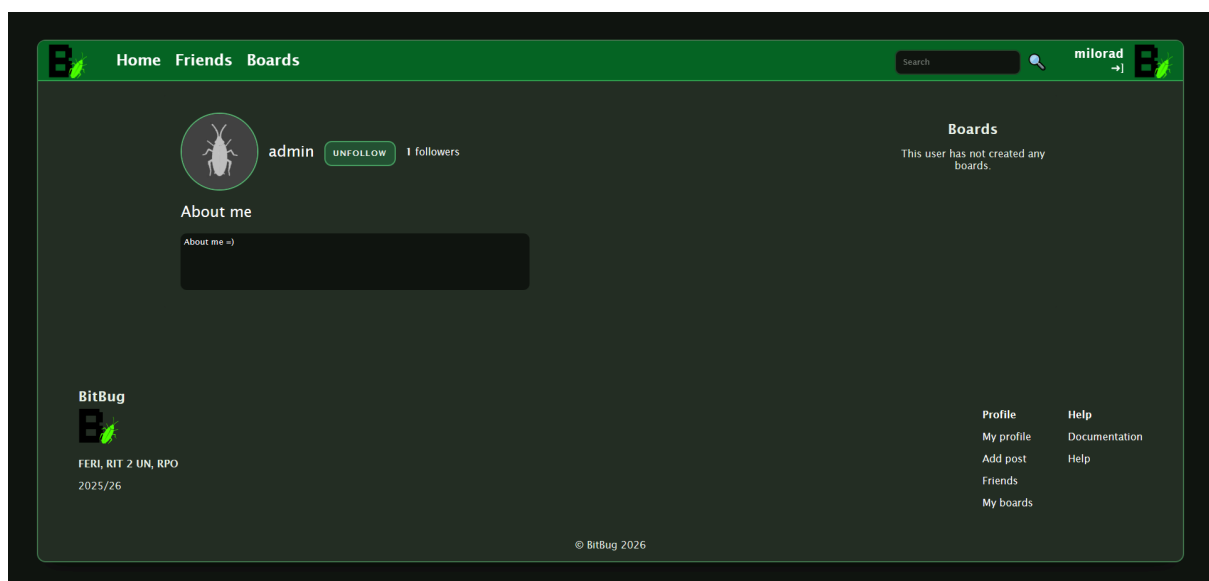 Home Friends Boards
Search
milorad
→]
admin UNFOLLOW 1 followers
Boards
This user has not created any
boards.
About me
About me =)
BitBug
FERI, RIT 2 UN, RPO
2025/26
Profile
My profile
Add post
Friends
My boards
Help
Documentation
Help
© BitBug 2026